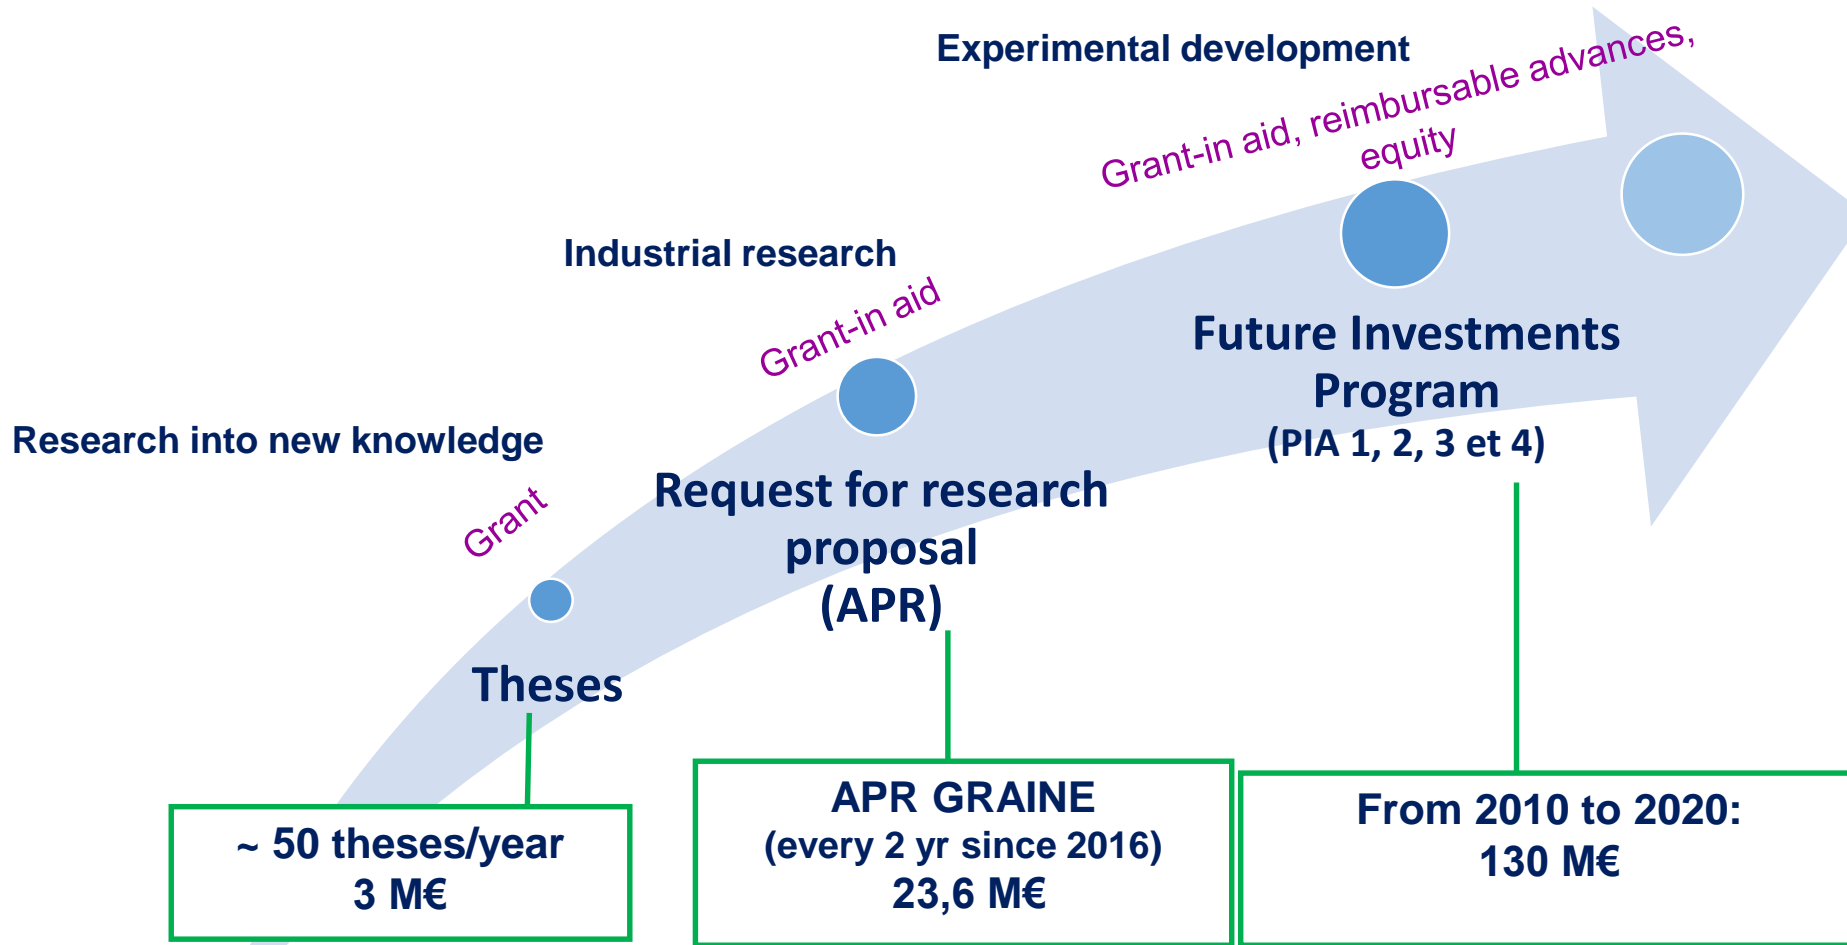 Experimental development
Grant-in aid, reimbursable advances,
equity
Industrial research
Grant-in aid
Future Investments
Program
(PIA 1, 2, 3 et 4)
Research into new knowledge
Grant
Request for research
proposal
(APR)
Theses
~ 50 theses/year
3 M€
APR GRAINE
(every 2 yr since 2016)
23,6 M€
From 2010 to 2020:
130 M€